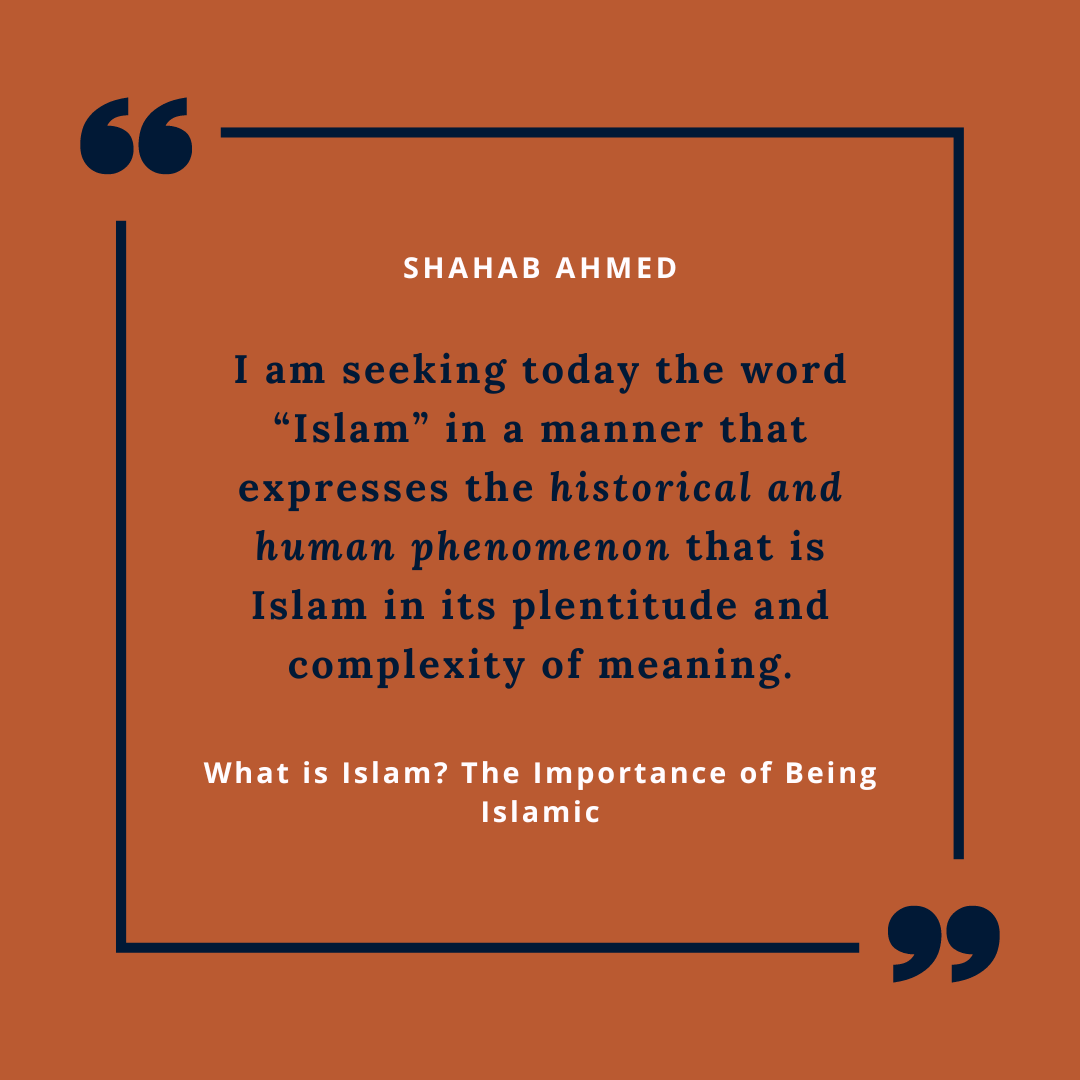 “
SHAHAB AHMED
I am seeking today the word
“Islam” in a manner that
expresses the historical and
human phenomenon that is
Islam in its plentitude and
complexity of meaning.
What is Islam? The Importance of Being
Islamic
”